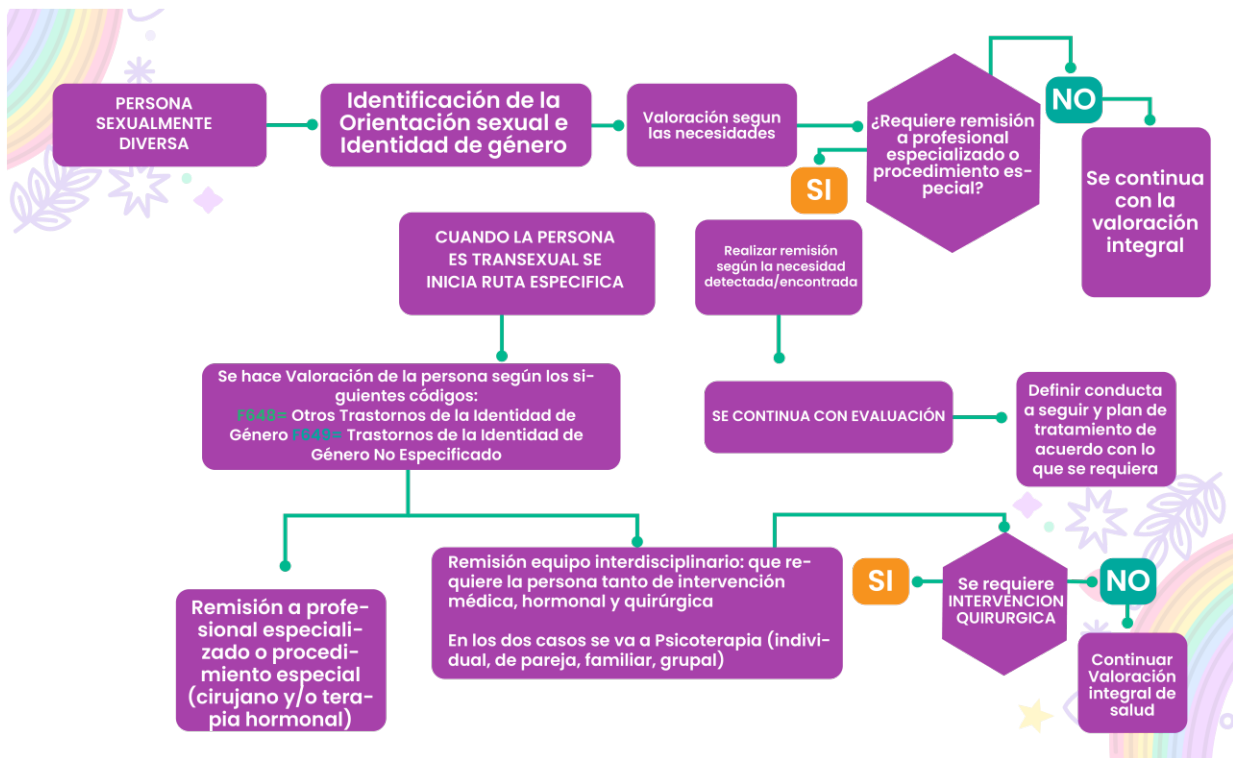 PERSONA
SEXUALMENTE
DIVERSA
Identificación de la
Orientación sexual e
Identidad de género
Valoración segun
las necesidades
¿Requiere remisión
a profesional
especializado o
procedimiento es-
pecial?
NO
SI
Se continua
con la
valoración
integral
CUANDO LA PERSONA
ES TRANSEXUAL SE
INICIA RUTA ESPECIFICA
Realizar remisión
según la necesidad
detectada/encontrada
Se hace Valoración de la persona según los si-
guientes códigos:
F648= Otros Trastornos de la Identidad de
Género F649= Trastornos de la Identidad de
Género No Especificado
SE CONTINUA CON EVALUACIÓN
Definir conducta
a seguir y plan de
tratamiento de
acuerdo con lo
que se requiera
Remisión a profe-
sional especiali-
zado o procedi-
miento especial
(cirujano y/o tera-
pia hormonal)
Remisión equipo interdisciplinario: que re-
quiere la persona tanto de intervención
médica, hormonal y quirúrgica
En los dos casos se va a Psicoterapia (indivi-
dual, de pareja, familiar, grupal)
SI
Se requiere
INTERVENCION
QUIRURGICA
NO
Continuar
Valoración
integral de
salud